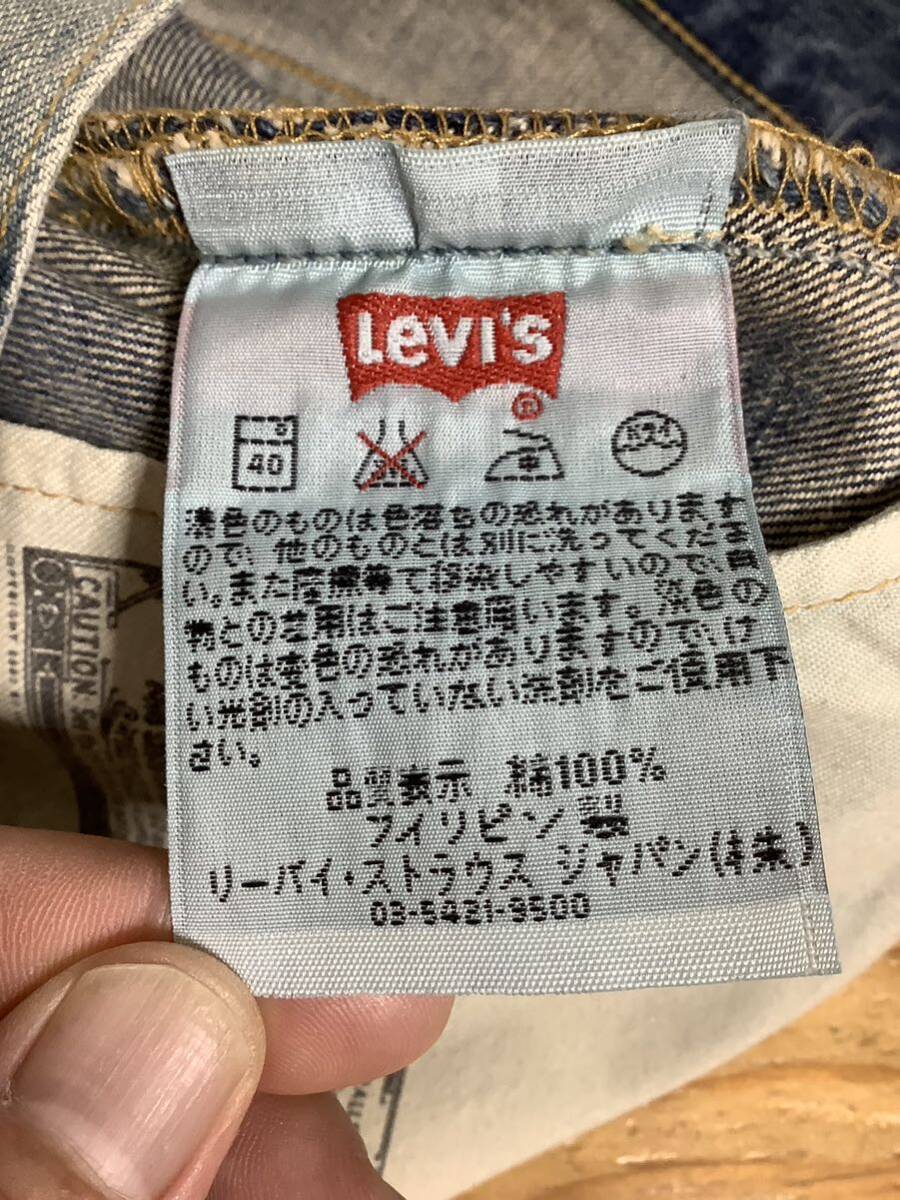 Levi's
®
40
濃色のものは色落ちの恐れがあります
ので、他のものとは別に洗ってくださ
い。また摩擦等で移染しやすいので、白
物との着用はご注意願います。淡色の
ものは変色の恐れがありますので、け
い光剤の入っていない洗剤をご使用下
さい。
品質表示 綿100%
フィリピン製
リーバイ・ストラウス ジャパン(株)
03-5421-9500
CAUTION